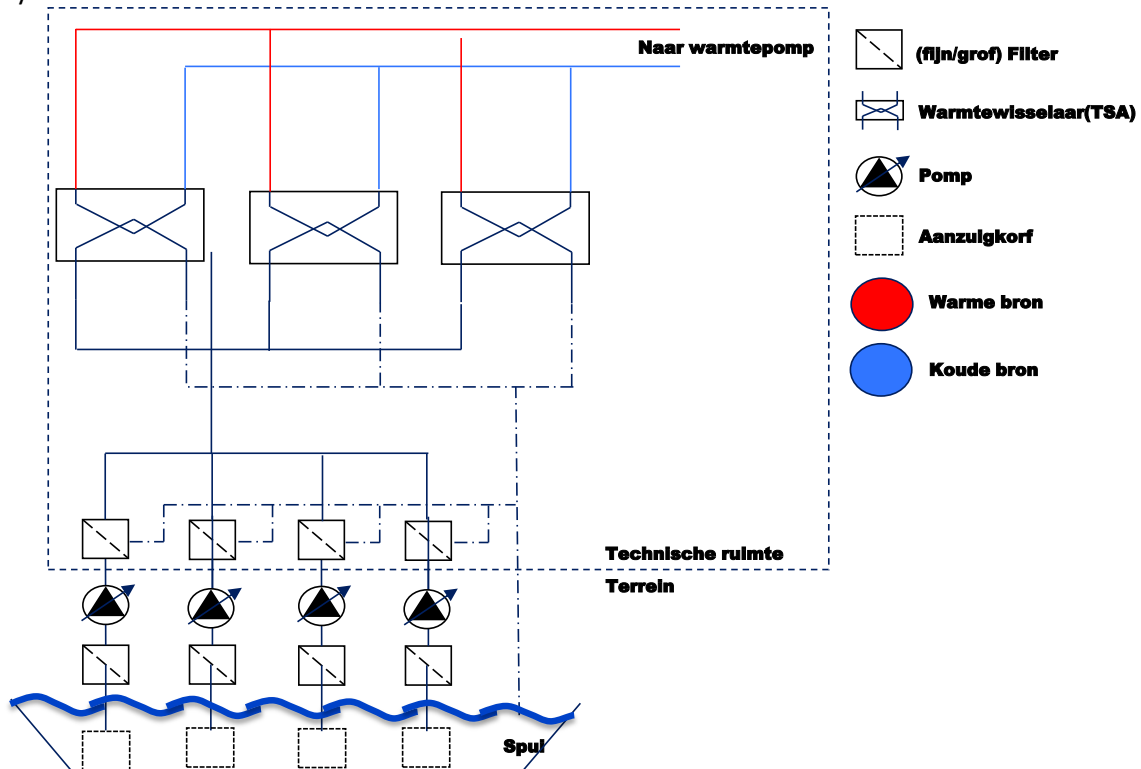 Naar warmtepomp
(fijn/grof) Filter
Warmtewisselaar(TSA)
Pomp
Aanzuigkorf
Warme bron
Koude bron
Technische ruimte
Terrein
Spui